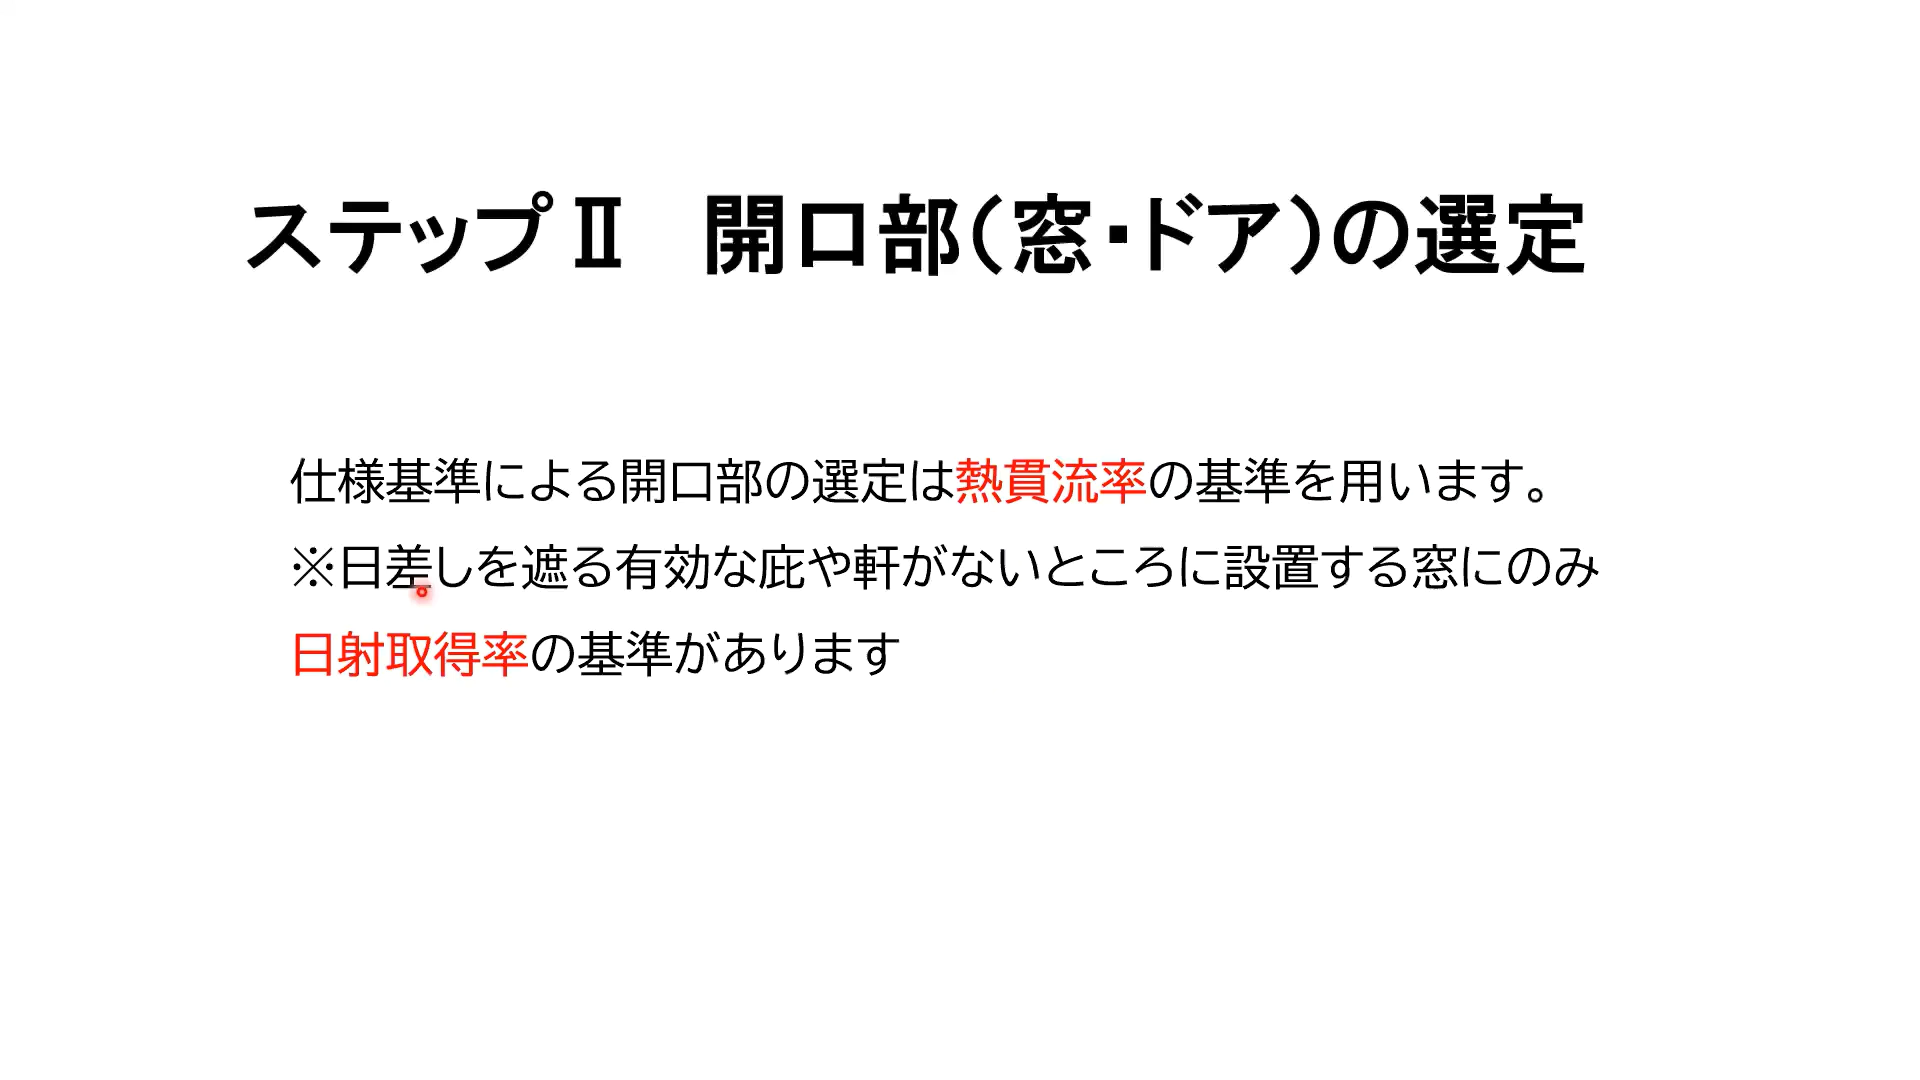 ステップⅡ　開口部（窓・ドア）の選定
仕様基準による開口部の選定は熱貫流率の基準を用います。
※日差しを遮る有効な庇や軒がないところに設置する窓にのみ
日射取得率の基準があります